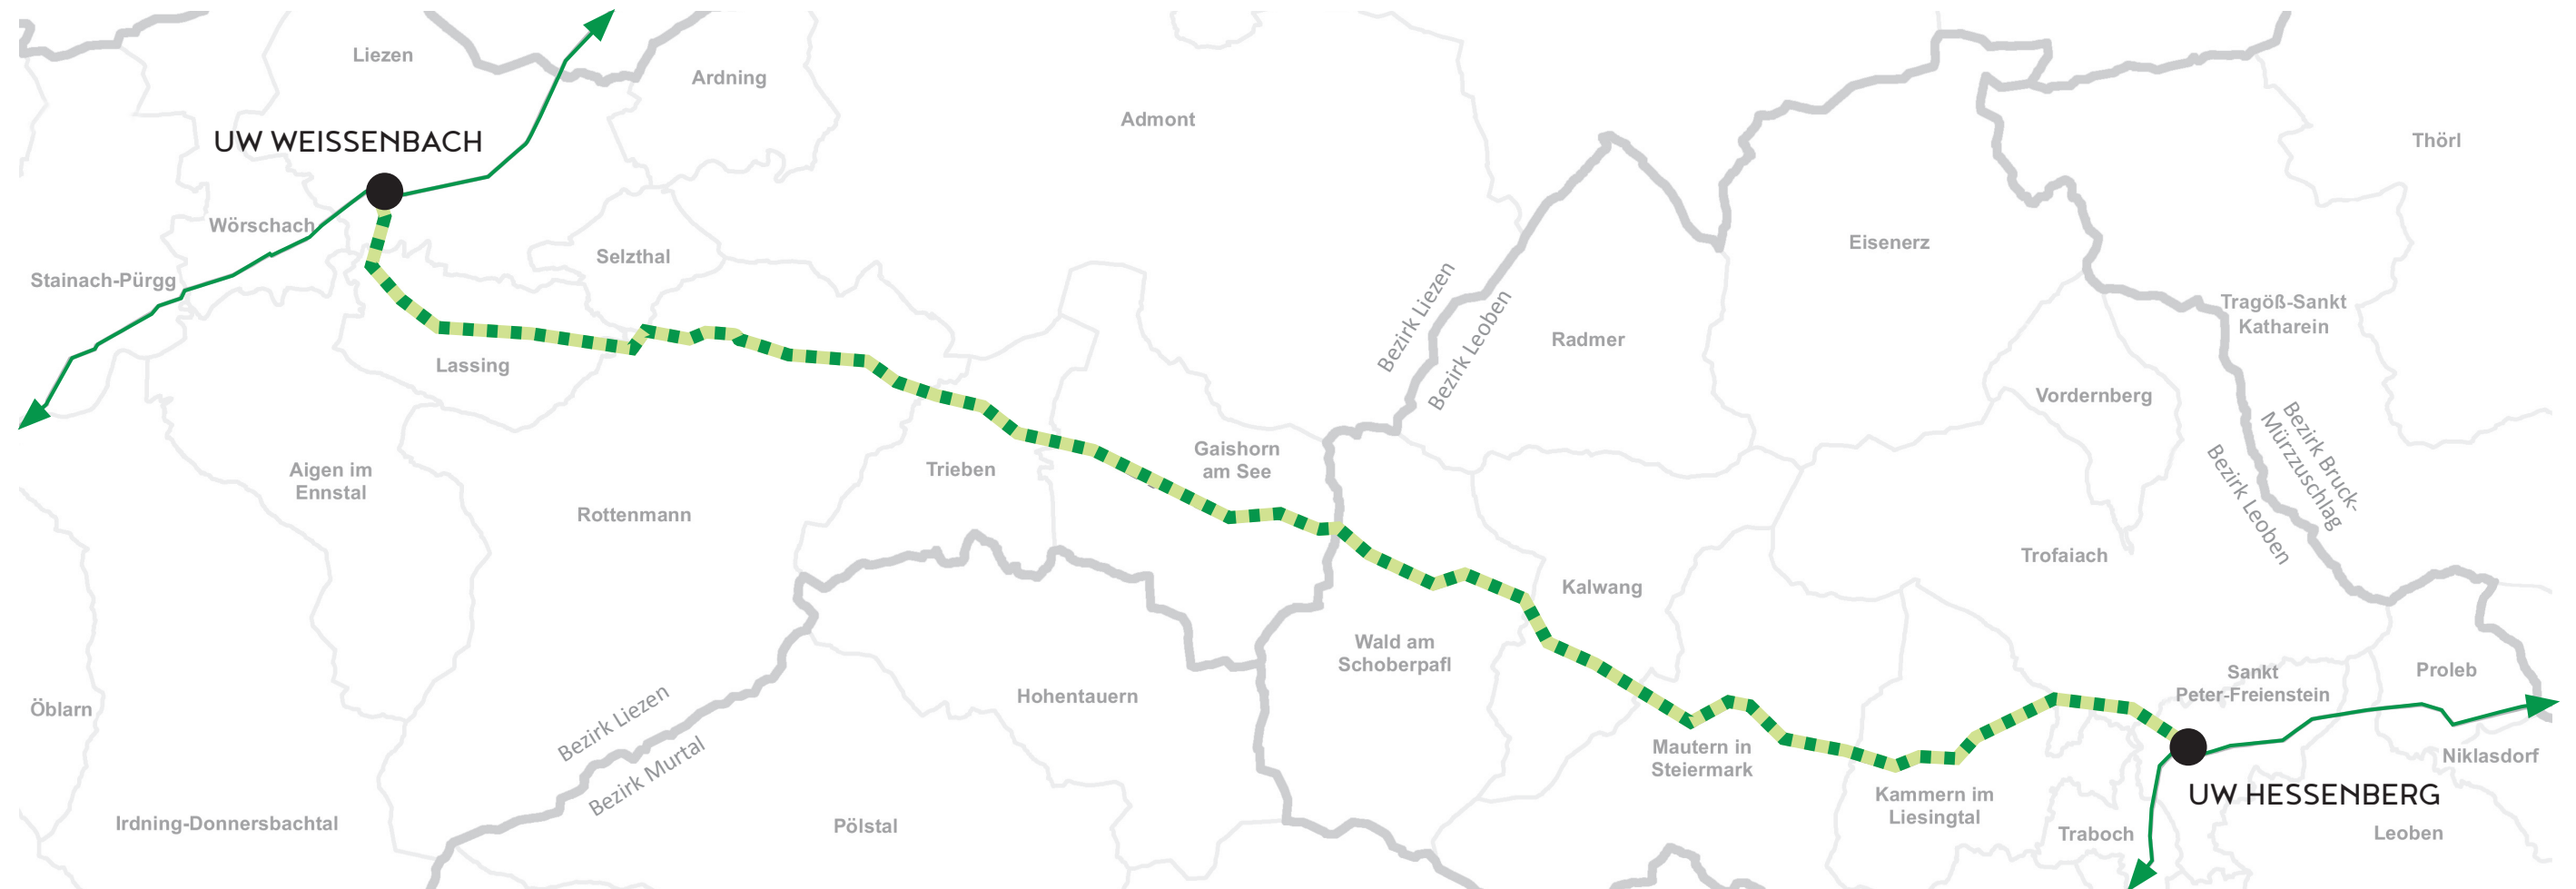 Liezen
Ardning
Admont
Thörl
UW WEISSENBACH
Wörschach
Selzthal
Eisenerz
Stainach-Pürgg
Bezirk Liezen
Bezirk Leoben
Tragöß-Sankt
Katharein
Radmer
Lassing
Vordernberg
Bezirk Bruck-
Mürzzuschlag
Bezirk Leoben
Gaishorn
am See
Aigen im
Ennstal
Trieben
Rottenmann
Trofaiach
Kalwang
Wald am
Schoberpafl
Sankt
Peter-Freienstein
Proleb
Öblarn
Hohentauern
Bezirk Liezen
Bezirk Murtal
Mautern in
Steiermark
Niklasdorf
UW HESSENBERG
Kammern im
Liesingtal
Irdning-Donnersbachtal
Pölstal
Traboch
Leoben